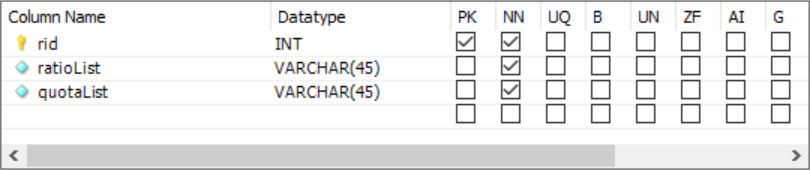 Column Name Datatype PK NN UQ B UN ZF AI G
rid INT
ratioList VARCHAR(45)
quotaList VARCHAR(45)